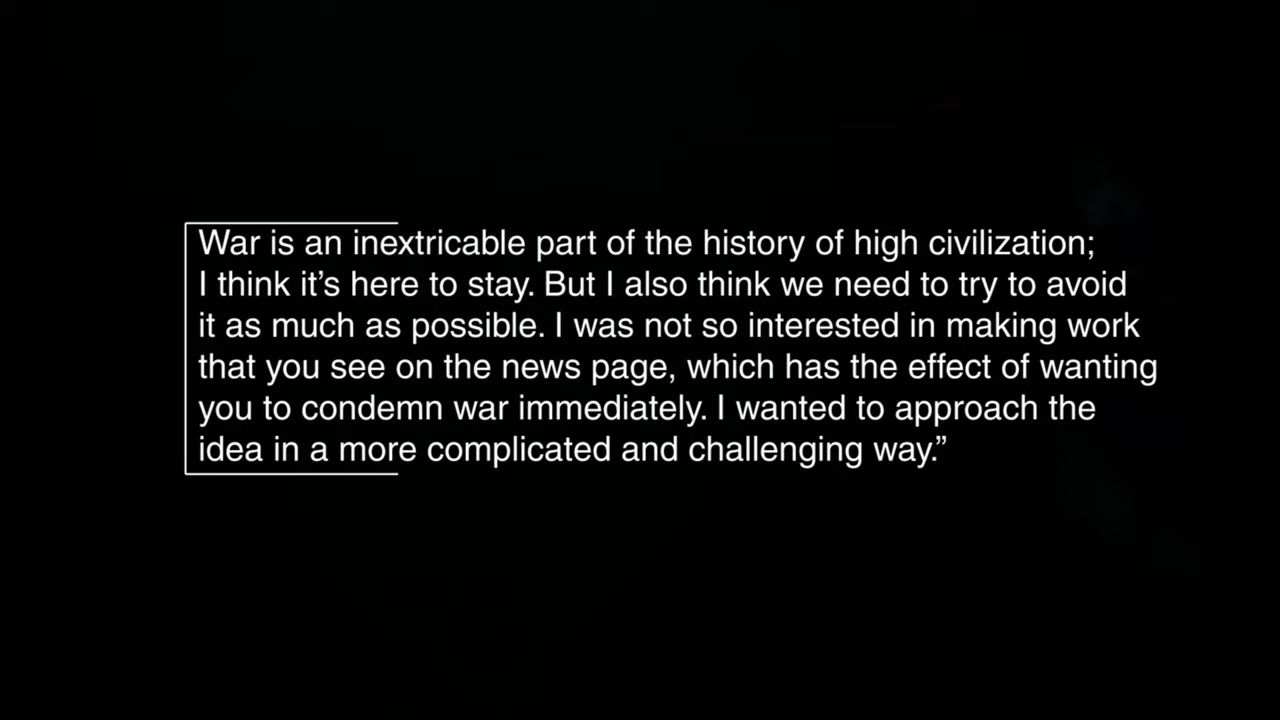 War is an inextricable part of the history of high civilization;
I think it’s here to stay. But I also think we need to try to avoid
it as much as possible. I was not so interested in making work
that you see on the news page, which has the effect of wanting
you to condemn war immediately. I wanted to approach the
idea in a more complicated and challenging way.”